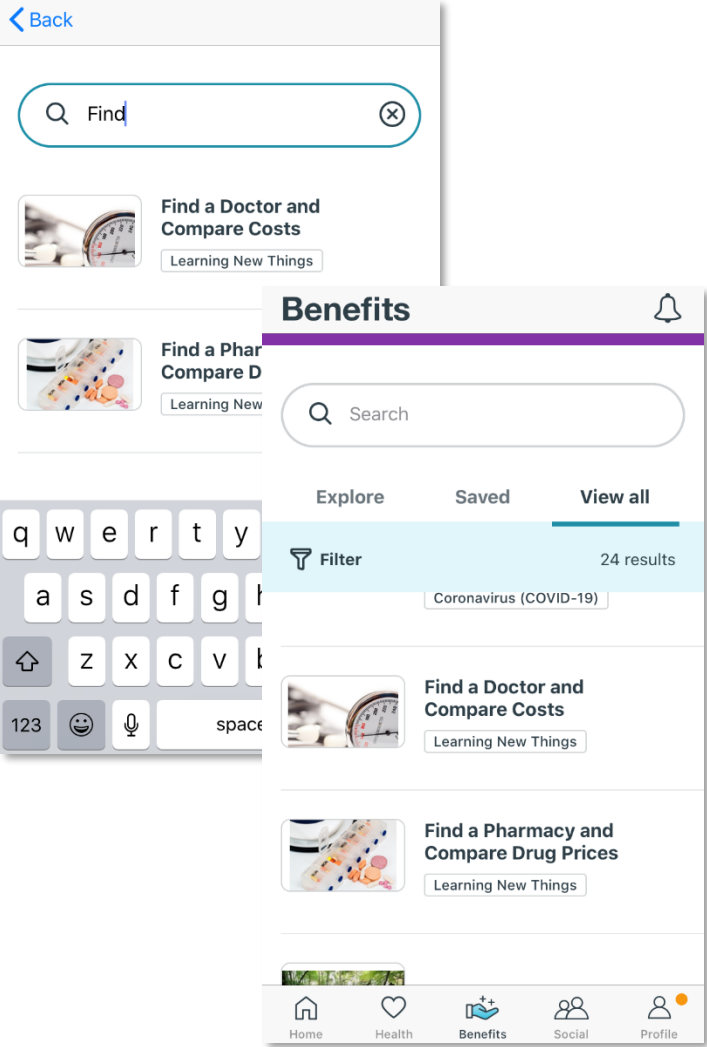 Back
Find
Find a Doctor and
Compare Costs
Learning New Things
Find a Phar
Compare D
Learning New
q w e r t y
a s d f g
z x c v
123
space
Benefits
Search
Explore Saved View all
Filter 24 results
Coronavirus (COVID-19)
Find a Doctor and
Compare Costs
Learning New Things
Find a Pharmacy and
Compare Drug Prices
Learning New Things
Home Health Benefits Social Profile